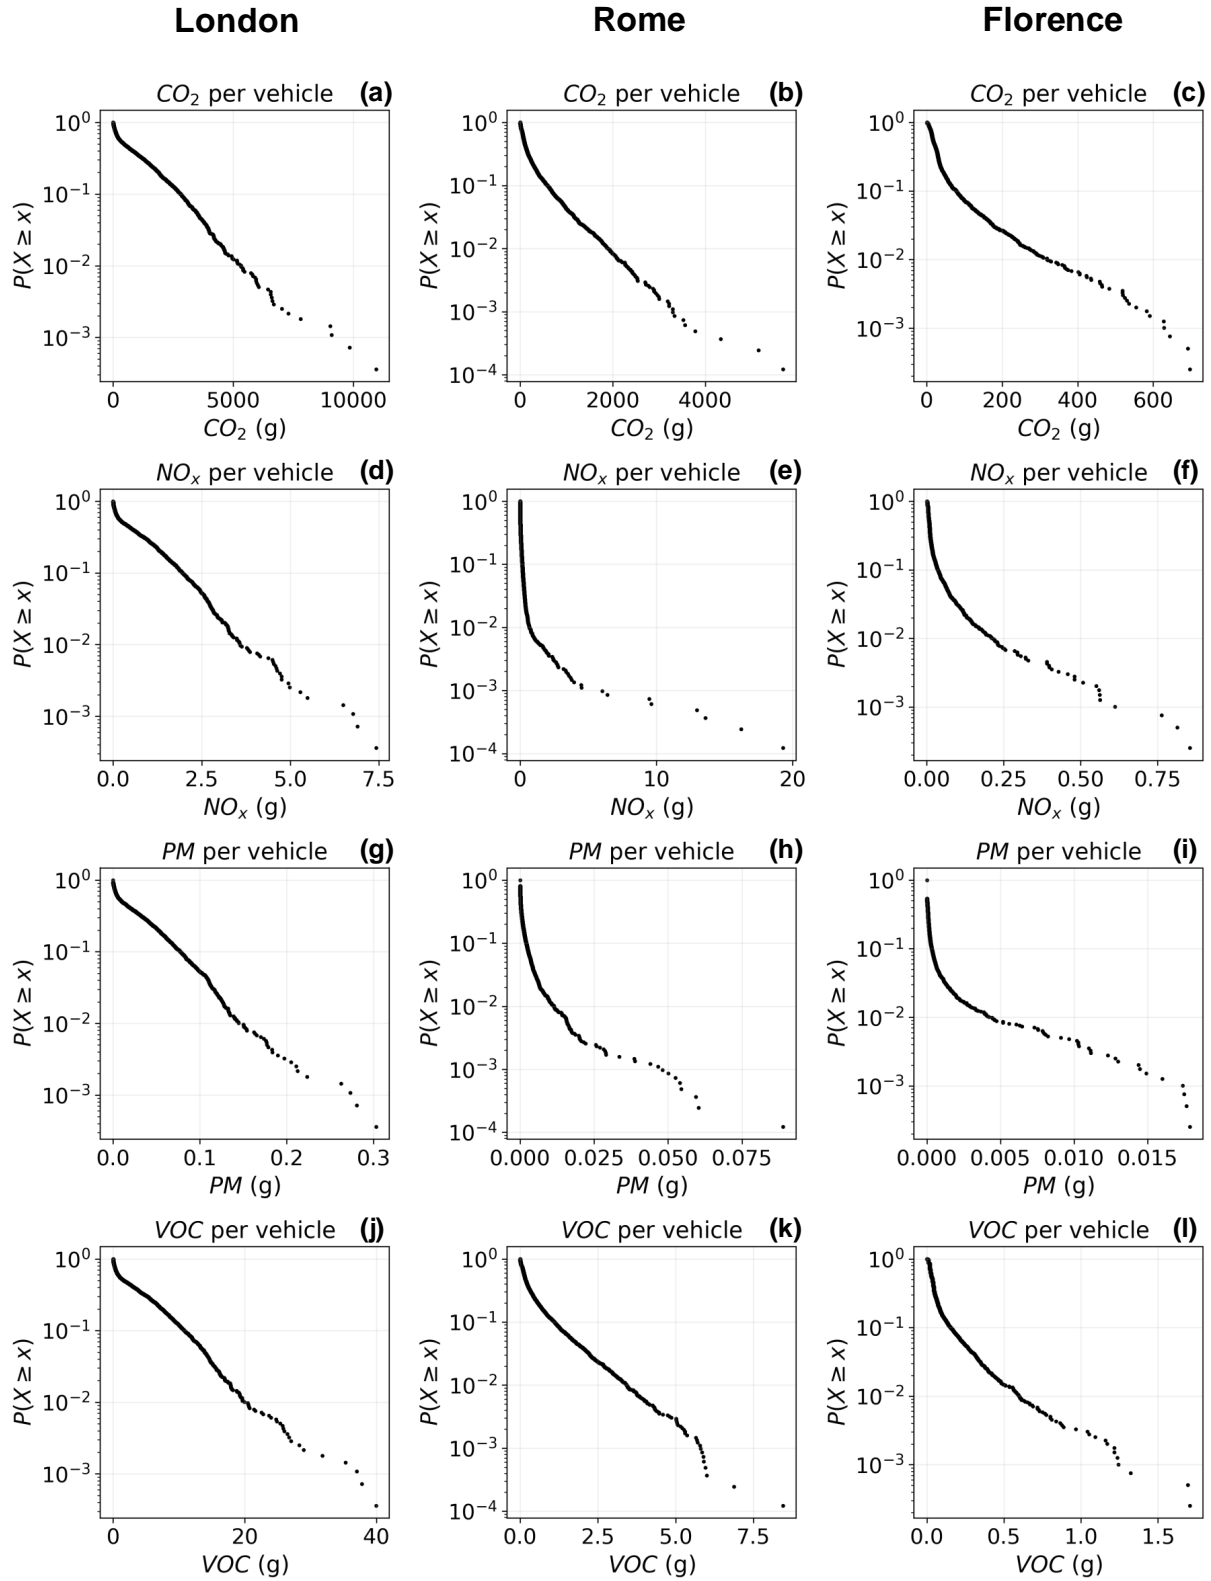 London Rome Florence
CO₂ per vehicle (a) CO₂ per vehicle (b) CO₂ per vehicle (c)
P(X ≥ x) 10⁰ 10⁻¹ 10⁻² 10⁻³
P(X ≥ x) 10⁰ 10⁻¹ 10⁻² 10⁻³ 10⁻⁴
P(X ≥ x) 10⁰ 10⁻¹ 10⁻² 10⁻³
0 5000 10000 0 2000 4000 0 200 400 600
CO₂ (g) CO₂ (g) CO₂ (g)
NOₓ per vehicle (d) NOₓ per vehicle (e) NOₓ per vehicle (f)
P(X ≥ x) 10⁰ 10⁻¹ 10⁻² 10⁻³
P(X ≥ x) 10⁰ 10⁻¹ 10⁻² 10⁻³ 10⁻⁴
P(X ≥ x) 10⁰ 10⁻¹ 10⁻² 10⁻³
0.0 2.5 5.0 7.5 0 10 20 0.00 0.25 0.50 0.75
NOₓ (g) NOₓ (g) NOₓ (g)
PM per vehicle (g) PM per vehicle (h) PM per vehicle (i)
P(X ≥ x) 10⁰ 10⁻¹ 10⁻² 10⁻³
P(X ≥ x) 10⁰ 10⁻¹ 10⁻² 10⁻³ 10⁻⁴
P(X ≥ x) 10⁰ 10⁻¹ 10⁻² 10⁻³
0.0 0.1 0.2 0.3 0.000 0.025 0.050 0.075 0.000 0.005 0.010 0.015
PM (g) PM (g) PM (g)
VOC per vehicle (j) VOC per vehicle (k) VOC per vehicle (l)
P(X ≥ x) 10⁰ 10⁻¹ 10⁻² 10⁻³
P(X ≥ x) 10⁰ 10⁻¹ 10⁻² 10⁻³ 10⁻⁴
P(X ≥ x) 10⁰ 10⁻¹ 10⁻² 10⁻³
0 20 40 0.0 2.5 5.0 7.5 0.0 0.5 1.0 1.5
VOC (g) VOC (g) VOC (g)